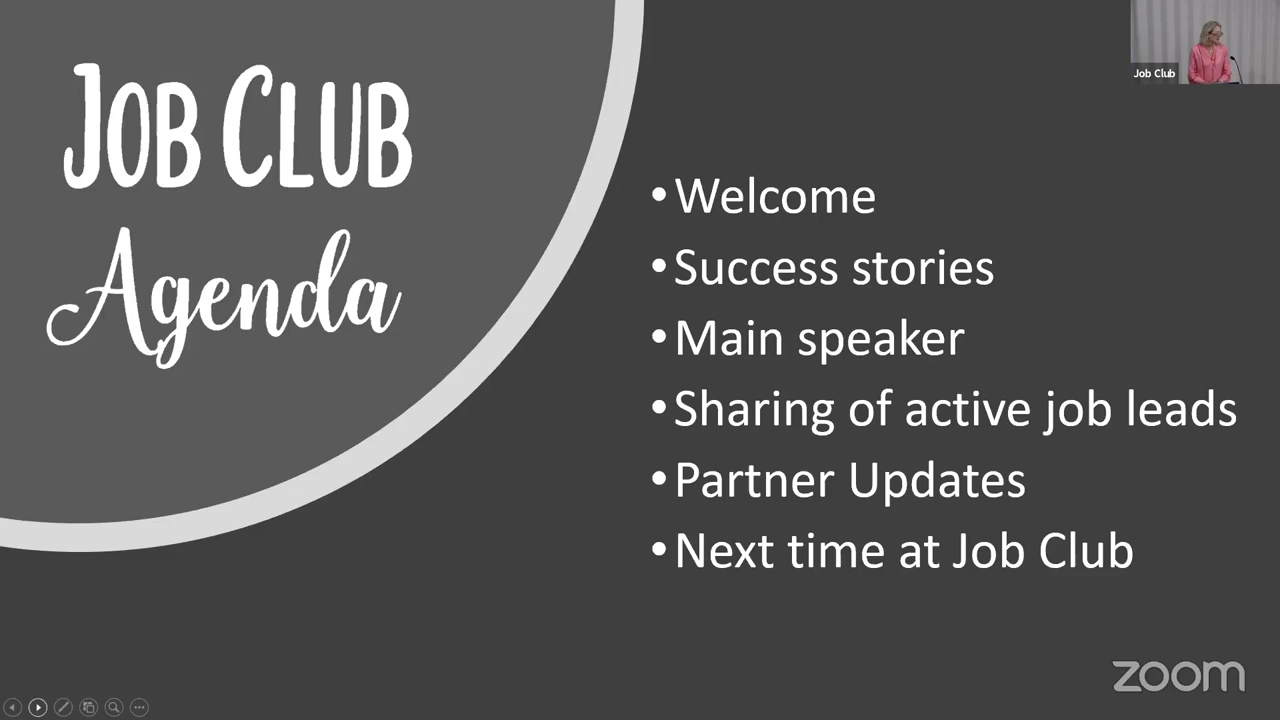 JOB CLUB
Agenda
Job Club
• Welcome
• Success stories
• Main speaker
• Sharing of active job leads
• Partner Updates
• Next time at Job Club
zoom